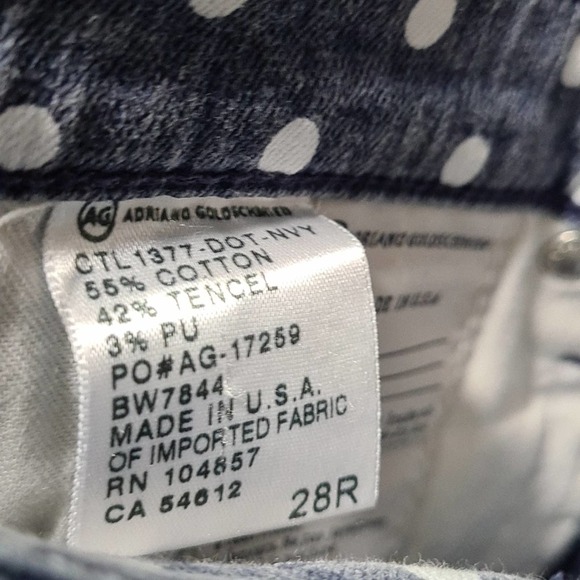 AG ADRIANO GOLDSCHMIED
CTL1377-DOT-NVY
55% COTTON
42% TENCEL
3% PU
PO#AG-17259
BW7844
MADE IN U.S.A.
OF IMPORTED FABRIC
RN 104857
CA 54612
28R
IN U.S.A